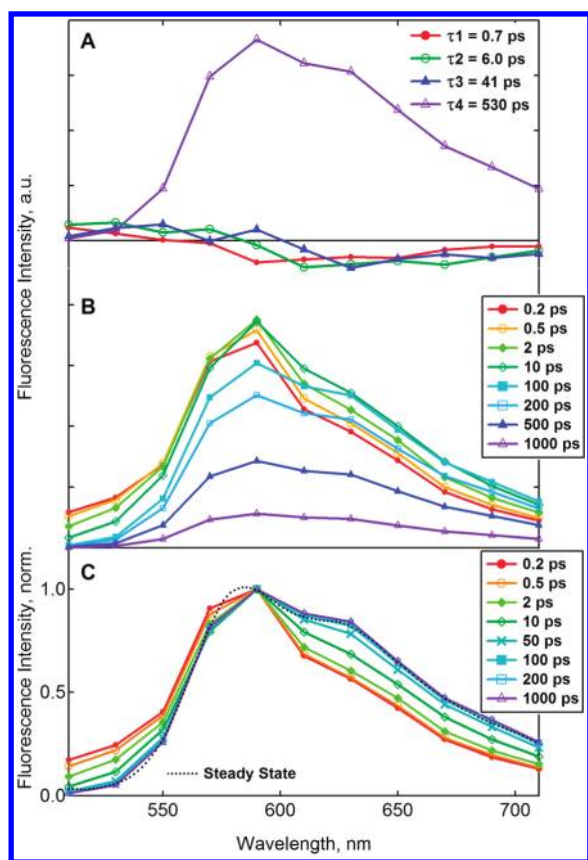 A
τ1 = 0.7 ps
τ2 = 6.0 ps
τ3 = 41 ps
τ4 = 530 ps
Fluorescence Intensity, a.u.
B
0.2 ps
0.5 ps
2 ps
10 ps
100 ps
200 ps
500 ps
1000 ps
Fluorescence Intensity, norm.
C
1.0
0.5
0.0
0.2 ps
0.5 ps
2 ps
10 ps
50 ps
100 ps
200 ps
1000 ps
Steady State
550 600 650 700
Wavelength, nm